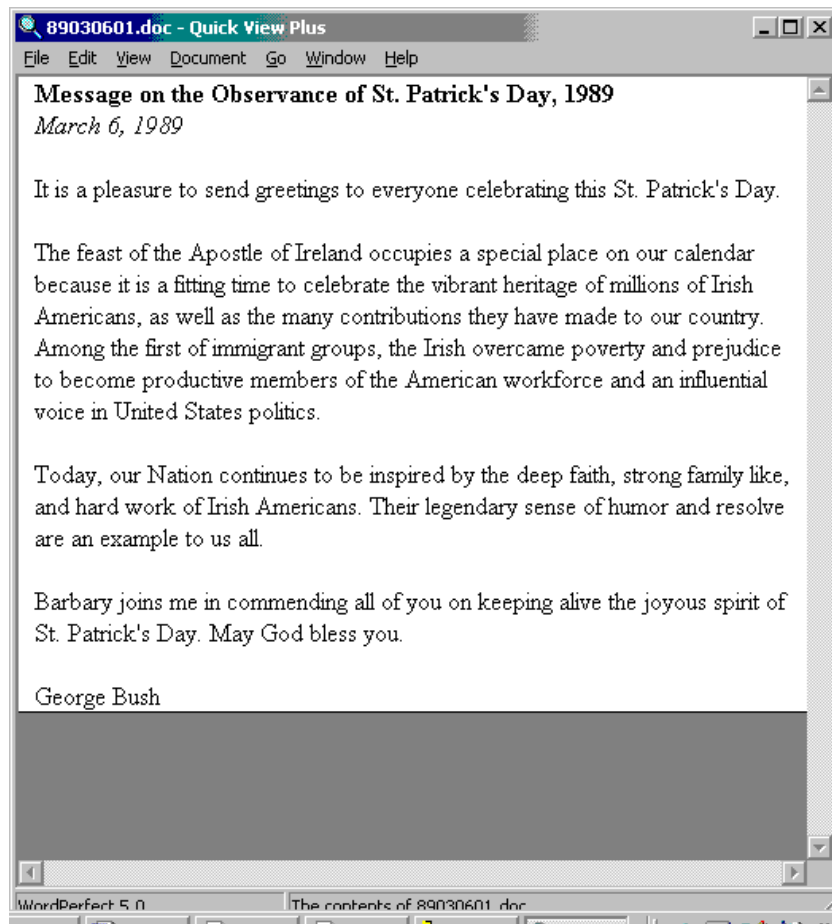 89030601.doc - Quick View Plus
File Edit View Document Go Window Help
Message on the Observance of St. Patrick's Day, 1989
March 6, 1989
It is a pleasure to send greetings to everyone celebrating this St. Patrick's Day.
The feast of the Apostle of Ireland occupies a special place on our calendar
because it is a fitting time to celebrate the vibrant heritage of millions of Irish
Americans, as well as the many contributions they have made to our country.
Among the first of immigrant groups, the Irish overcame poverty and prejudice
to become productive members of the American workforce and an influential
voice in United States politics.
Today, our Nation continues to be inspired by the deep faith, strong family like,
and hard work of Irish Americans. Their legendary sense of humor and resolve
are an example to us all.
Barbary joins me in commending all of you on keeping alive the joyous spirit of
St. Patrick's Day. May God bless you.
George Bush
WordPerfect 5.0 The contents of 89030601.doc